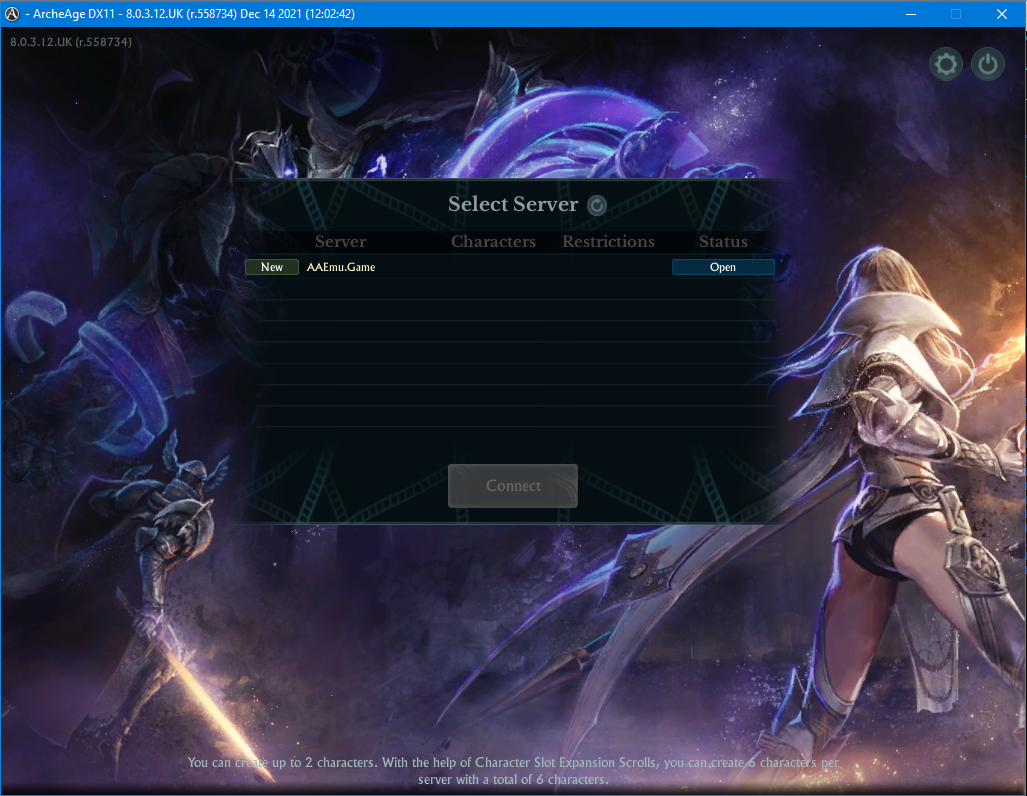 - ArcheAge DX11 - 8.0.3.12.UK (r.558734) Dec 14 2021 (12:02:42)
8.0.3.12.UK (r.558734)
Select Server
Server Characters Restrictions Status
New AAEmu.Game Open
Connect
You can create up to 2 characters. With the help of Character Slot Expansion Scrolls, you can create 6 characters per
server with a total of 6 characters.